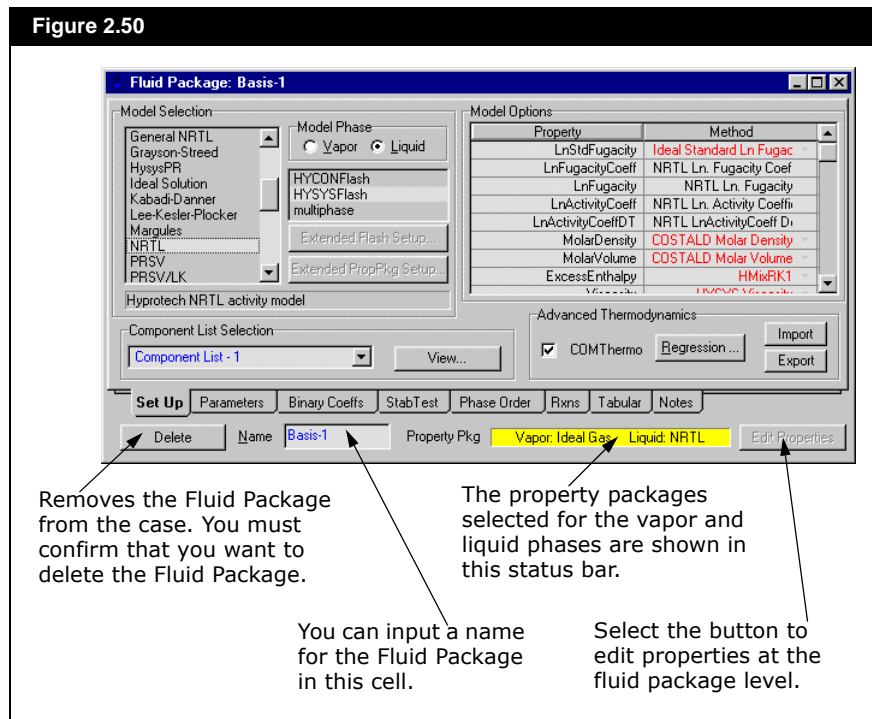 Figure 2.50
Fluid Package: Basis-1
Model Selection
General NRTL
Grayson-Streed
HysysPR
Ideal Solution
Kabadi-Danner
Lee-Kesler-Plocker
Margules
NRTL
PRSV
PRSV/LK
Hyprotech NRTL activity model
Model Phase
Vapor Liquid
HYCONFlash
HYSYSFlash
multiphase
Extended Flash Setup...
Extended PropPkg Setup...
Model Options
Property Method
LnStdFugacity Ideal Standard Ln Fugac
LnFugacityCoeff NRTL Ln. Fugacity Coef
LnFugacity NRTL Ln. Fugacity
LnActivityCoeff NRTL Ln. Activity Coeffi
LnActivityCoeffDT NRTL LnActivityCoeff D
MolarDensity COSTALD Molar Density
MolarVolume COSTALD Molar Volume
ExcessEnthalpy HMixRK1
Viscosity HYSYS Viscosity
Component List Selection
Component List - 1 View...
Advanced Thermodynamics
COMThermo Regression ... Import
Export
Set Up Parameters Binary Coeffs StabTest Phase Order Rxns Tabular Notes
Delete Name Basis-1 Property Pkg Vapor: Ideal Gas Liquid: NRTL Edit Properties
Removes the Fluid Package
from the case. You must
confirm that you want to
delete the Fluid Package.
The property packages
selected for the vapor and
liquid phases are shown in
this status bar.
You can input a name
for the Fluid Package
in this cell.
Select the button to
edit properties at the
fluid package level.